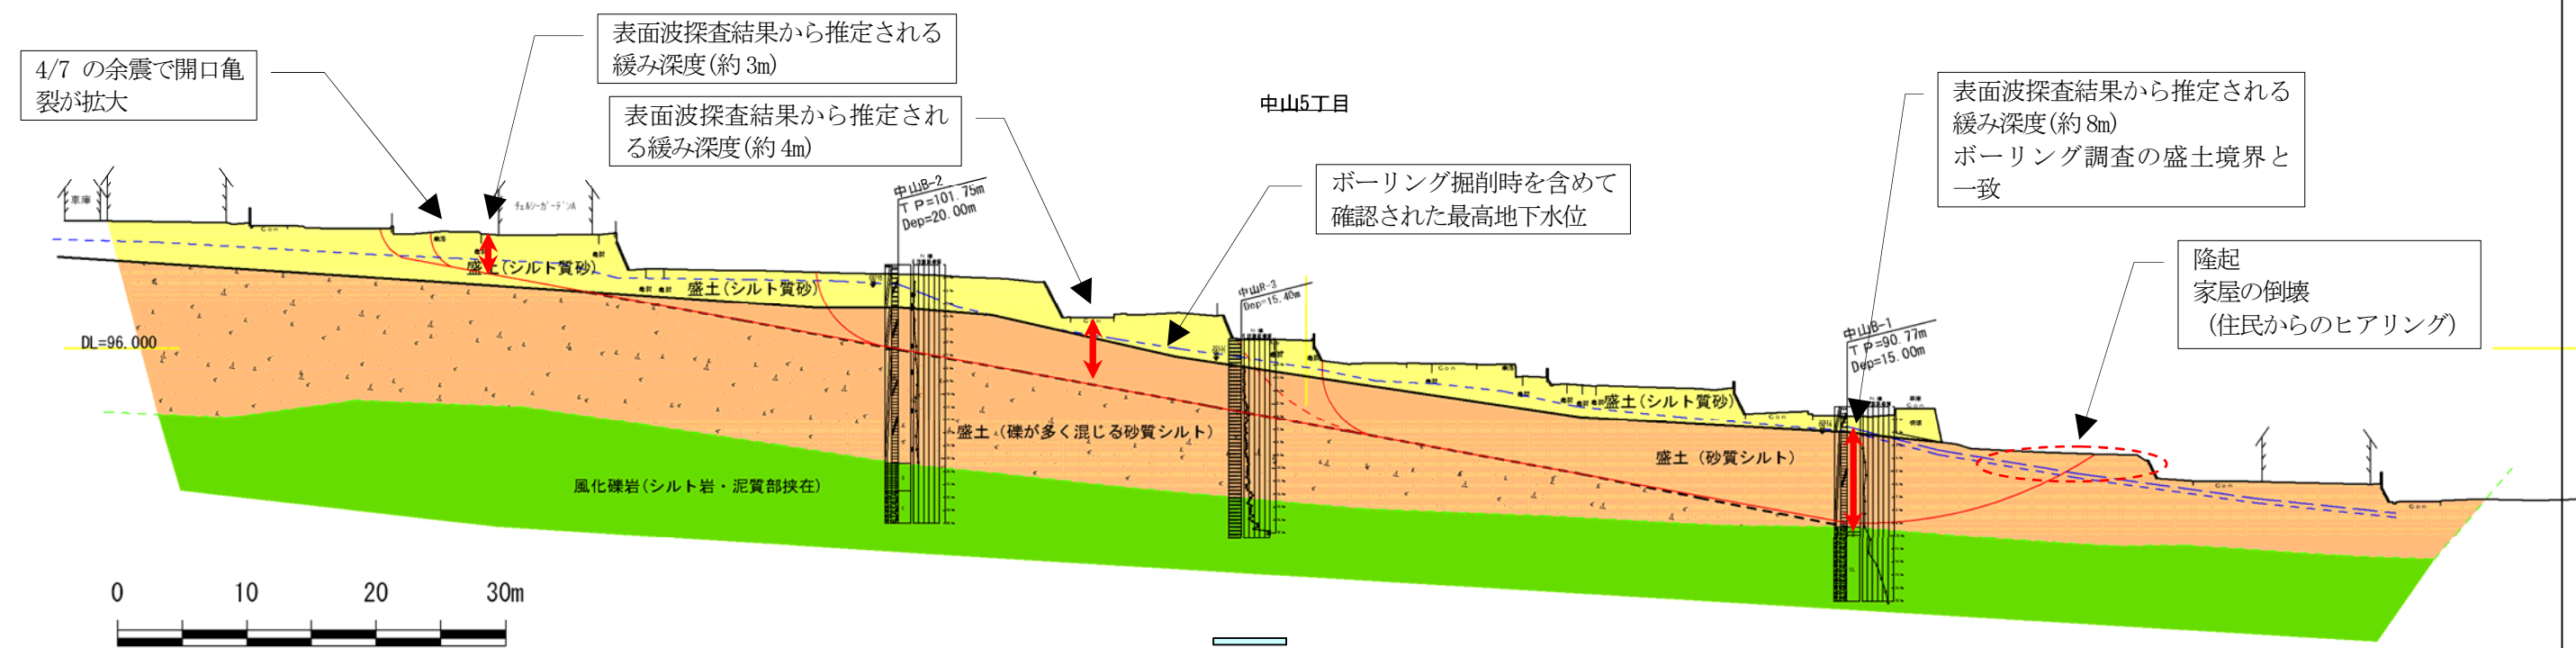 4/7 の余震で開口亀
裂が拡大
表面波探査結果から推定される
緩み深度(約3m)
表面波探査結果から推定され
る緩み深度(約4m)
中山5丁目
ボーリング掘削時を含めて
確認された最高地下水位
表面波探査結果から推定される
緩み深度(約8m)
ボーリング調査の盛土境界と
一致
隆起
家屋の倒壊
（住民からのヒアリング）
車庫
中山B-2
TP=101.75m
Dep=20.00m
Dep=15.40m
中山B-1
TP=90.77m
Dep=15.00m
盛土(シルト質砂)
盛土(シルト質砂)
盛土(シルト質砂)
DL=96.000
盛土(礫が多く混じる砂質シルト)
盛土(砂質シルト)
風化礫岩(シルト岩・泥質部挟在)
0 10 20 30m